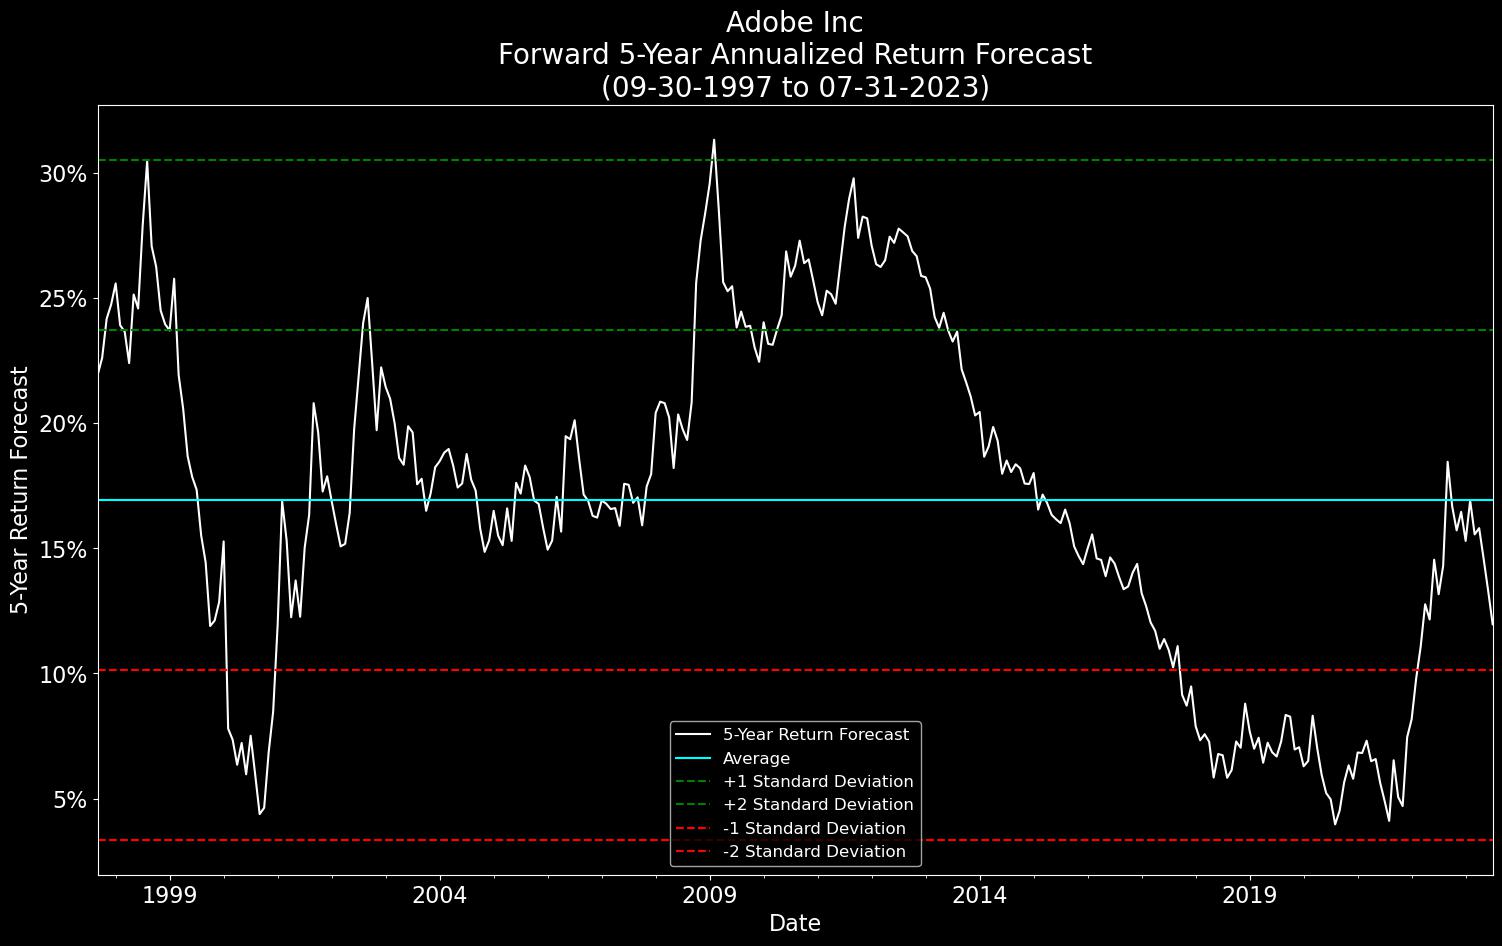 Adobe Inc
Forward 5-Year Annualized Return Forecast
(09-30-1997 to 07-31-2023)
5-Year Return Forecast
30%
25%
20%
15%
10%
5%
5-Year Return Forecast
Average
+1 Standard Deviation
+2 Standard Deviation
-1 Standard Deviation
-2 Standard Deviation
1999
2004
2009
2014
2019
Date